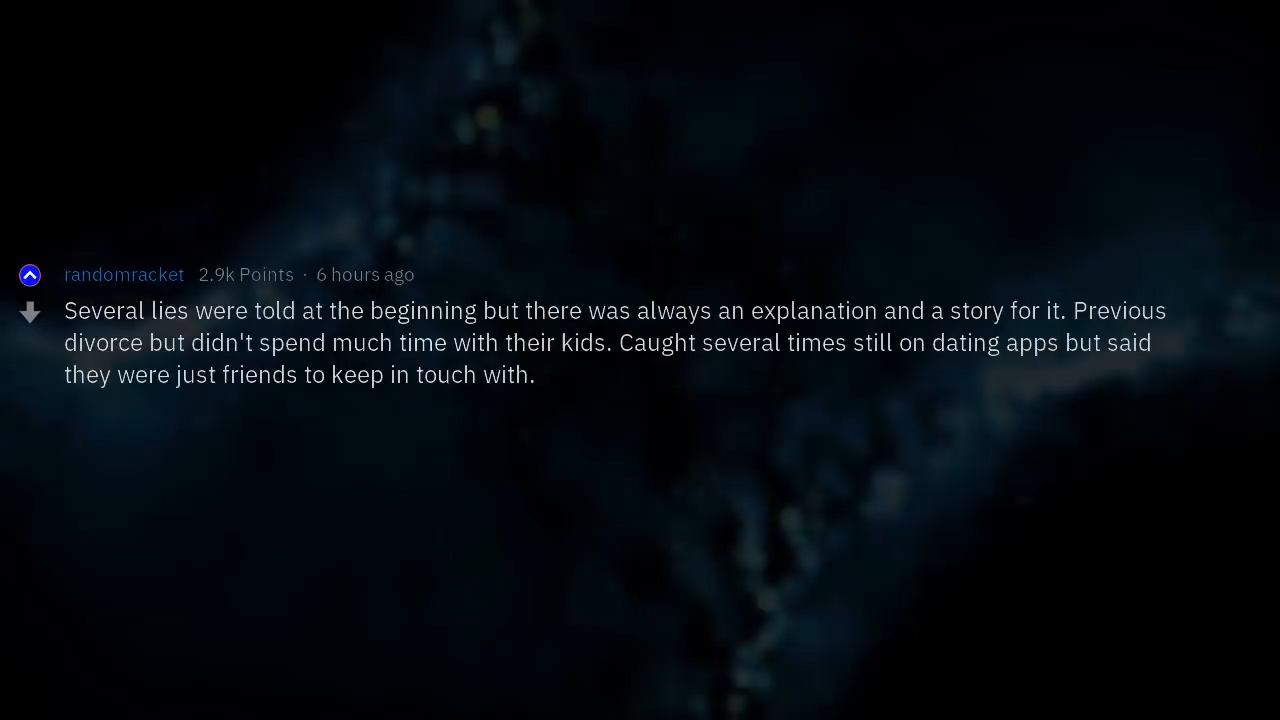 randomracket 2.9k Points · 6 hours ago
Several lies were told at the beginning but there was always an explanation and a story for it. Previous
divorce but didn't spend much time with their kids. Caught several times still on dating apps but said
they were just friends to keep in touch with.